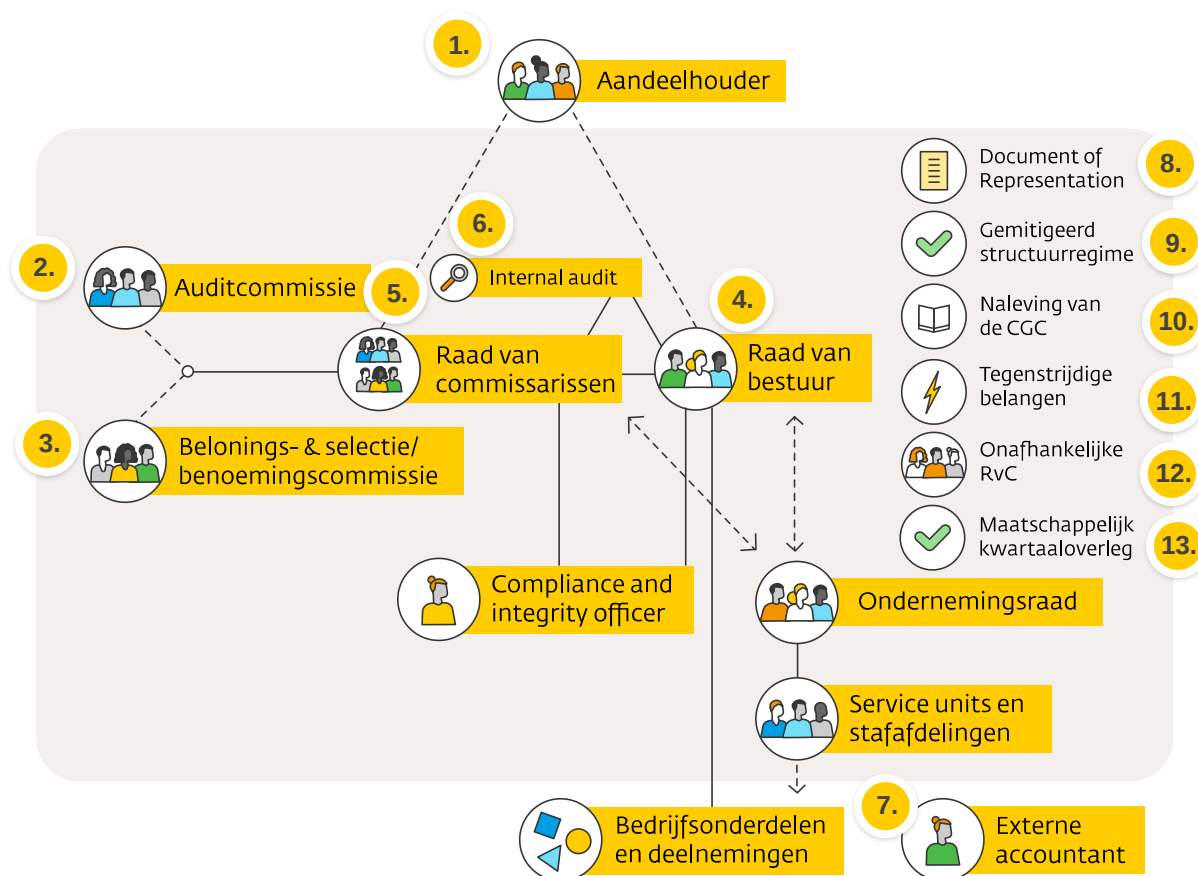 1.
Aandeelhouder
Document of
Representation
8.
6.
Gemitigeerd
structuurregime
9.
2.
Auditcommissie
5.
Internal audit
4.
Naleving van
de CGC
10.
Raad van
commissarissen
Raad van
bestuur
Tegenstrijdige
belangen
11.
3.
Belonings- & selectie/
benoemingscommissie
Onafhankelijke
RvC
12.
Maatschappelijk
kwartaaloverleg
13.
Compliance and
integrity officer
Ondernemingsraad
Service units en
stafafdelingen
Bedrijfsonderdelen
en deelnemingen
7.
Externe
accountant